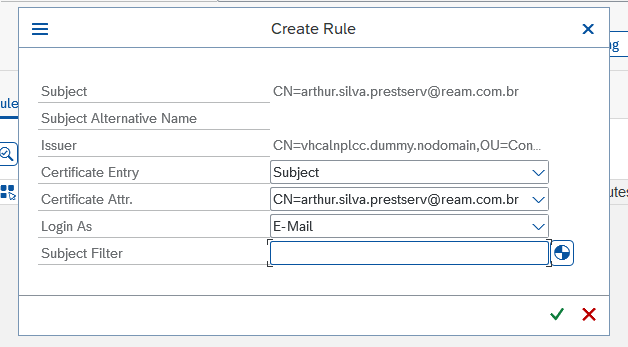 Create Rule
ng
Subject CN=arthur.silva.prestserv@ream.com.br
ule
Subject Alternative Name
Issuer CN=vhcalnplcc.dummy.nodomain,OU=Con...
Certificate Entry Subject
Certificate Attr. CN=arthur.silva.prestserv@ream.com.br
utes
Login As E-Mail
Subject Filter